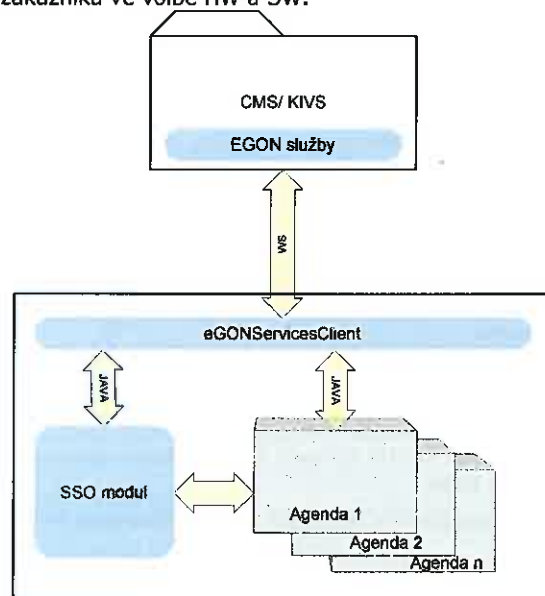 zákazníků ve volbě HW a SW.
CMS/ KIVS
EGON služby
WS
eGONServicesClient
JAVA
JAVA
SSO modul
Agenda 1
Agenda 2
Agenda n